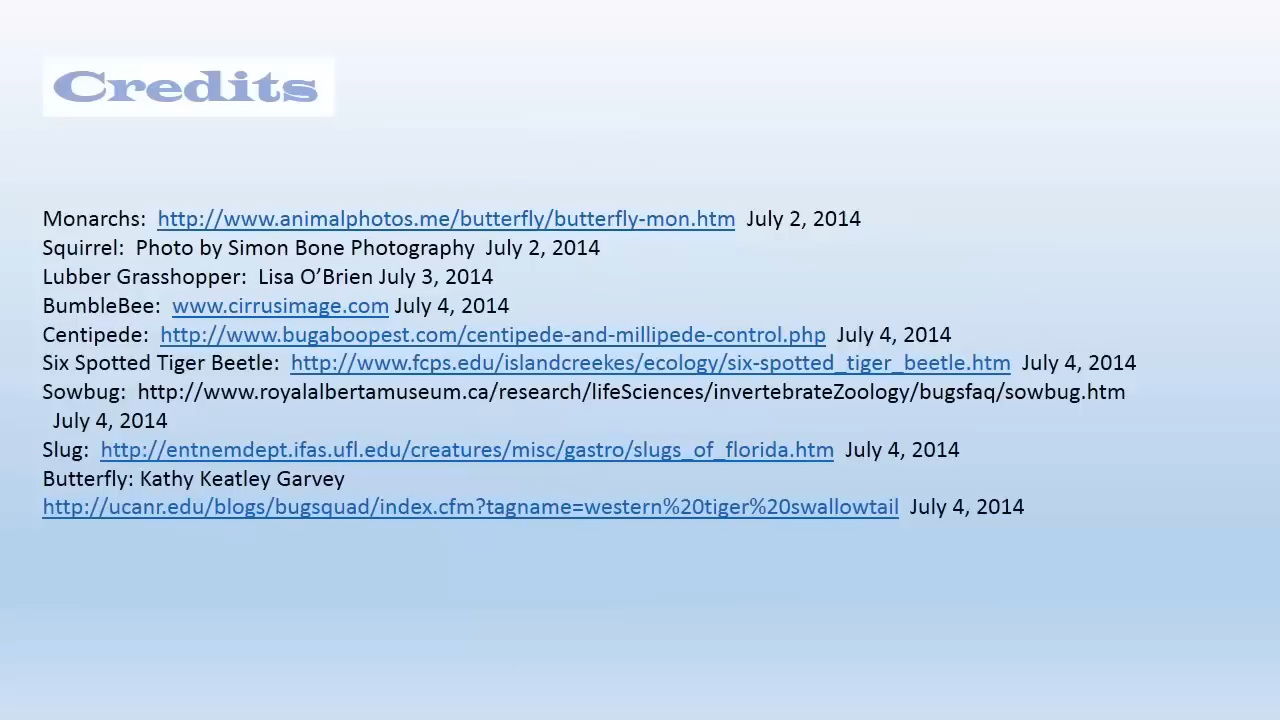 Credits
Monarchs: http://www.animalphotos.me/butterfly/butterfly-mon.htm July 2, 2014
Squirrel: Photo by Simon Bone Photography July 2, 2014
Lubber Grasshopper: Lisa O’Brien July 3, 2014
BumbleBee: www.cirrusimage.com July 4, 2014
Centipede: http://www.bugaboopest.com/centipede-and-millipede-control.php July 4, 2014
Six Spotted Tiger Beetle: http://www.fcps.edu/islandcreekes/ecology/six-spotted_tiger_beetle.htm July 4, 2014
Sowbug: http://www.royalalbertamuseum.ca/research/lifeSciences/invertebrateZoology/bugsfaq/sowbug.htm
July 4, 2014
Slug: http://entnemdept.ifas.ufl.edu/creatures/misc/gastro/slugs_of_florida.htm July 4, 2014
Butterfly: Kathy Keatley Garvey
http://ucanr.edu/blogs/bugsquad/index.cfm?tagname=western%20tiger%20swallowtail July 4, 2014